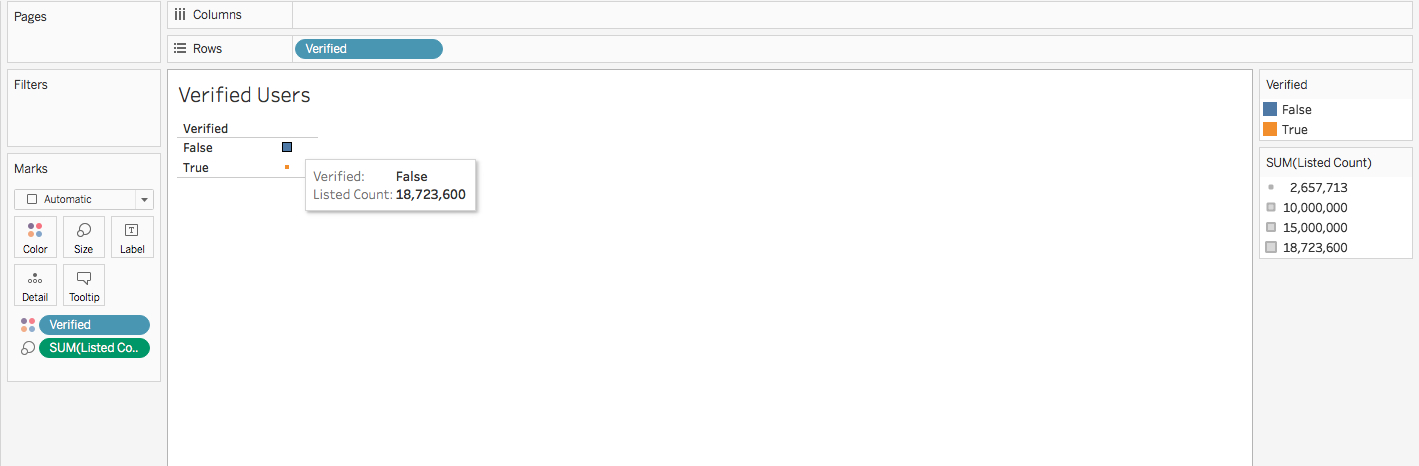 Pages
Columns
Rows
Verified
Filters
Marks
Automatic
Color
Size
T
Label
Detail
Tooltip
Verified
SUM(Listed Co..
Verified Users
Verified
False
True
Verified: False
Listed Count: 18,723,600
Verified
False
True
SUM(Listed Count)
2,657,713
10,000,000
15,000,000
18,723,600